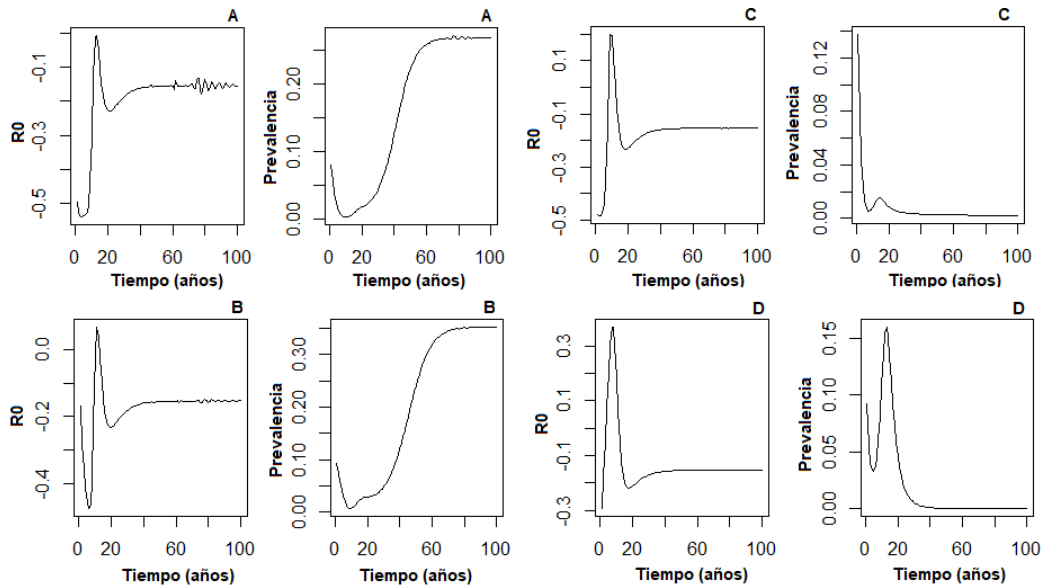 A
R0
-0.1
-0.3
-0.5
0 20 60 100
Tiempo (años)
A
Prevalencia
0.20
0.10
0.00
0 20 60 100
Tiempo (años)
C
R0
0.1
-0.1
-0.3
-0.5
0 20 60 100
Tiempo (años)
C
Prevalencia
0.12
0.08
0.04
0.00
0 20 60 100
Tiempo (años)
B
R0
0.0
-0.2
-0.4
0 20 60 100
Tiempo (años)
B
Prevalencia
0.30
0.20
0.10
0.00
0 20 60 100
Tiempo (años)
D
R0
0.3
0.1
-0.1
-0.3
0 20 60 100
Tiempo (años)
D
Prevalencia
0.15
0.10
0.05
0.00
0 20 60 100
Tiempo (años)